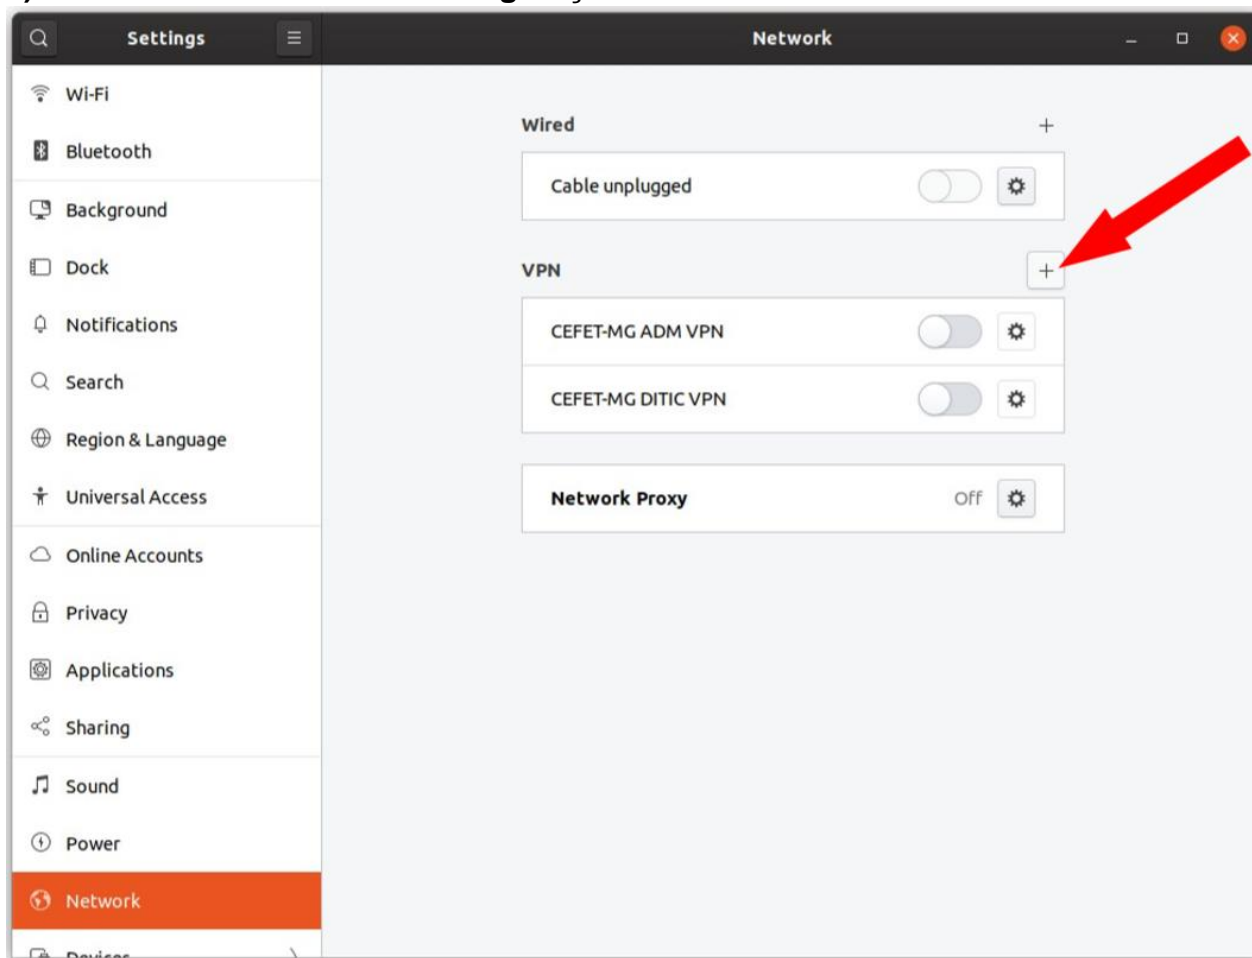 Settings
Network
Wi-Fi
Bluetooth
Background
Dock
Notifications
Search
Region & Language
Universal Access
Online Accounts
Privacy
Applications
Sharing
Sound
Power
Network
Devices
Wired
Cable unplugged
VPN
CEFET-MG ADM VPN
CEFET-MG DITIC VPN
Network Proxy Off